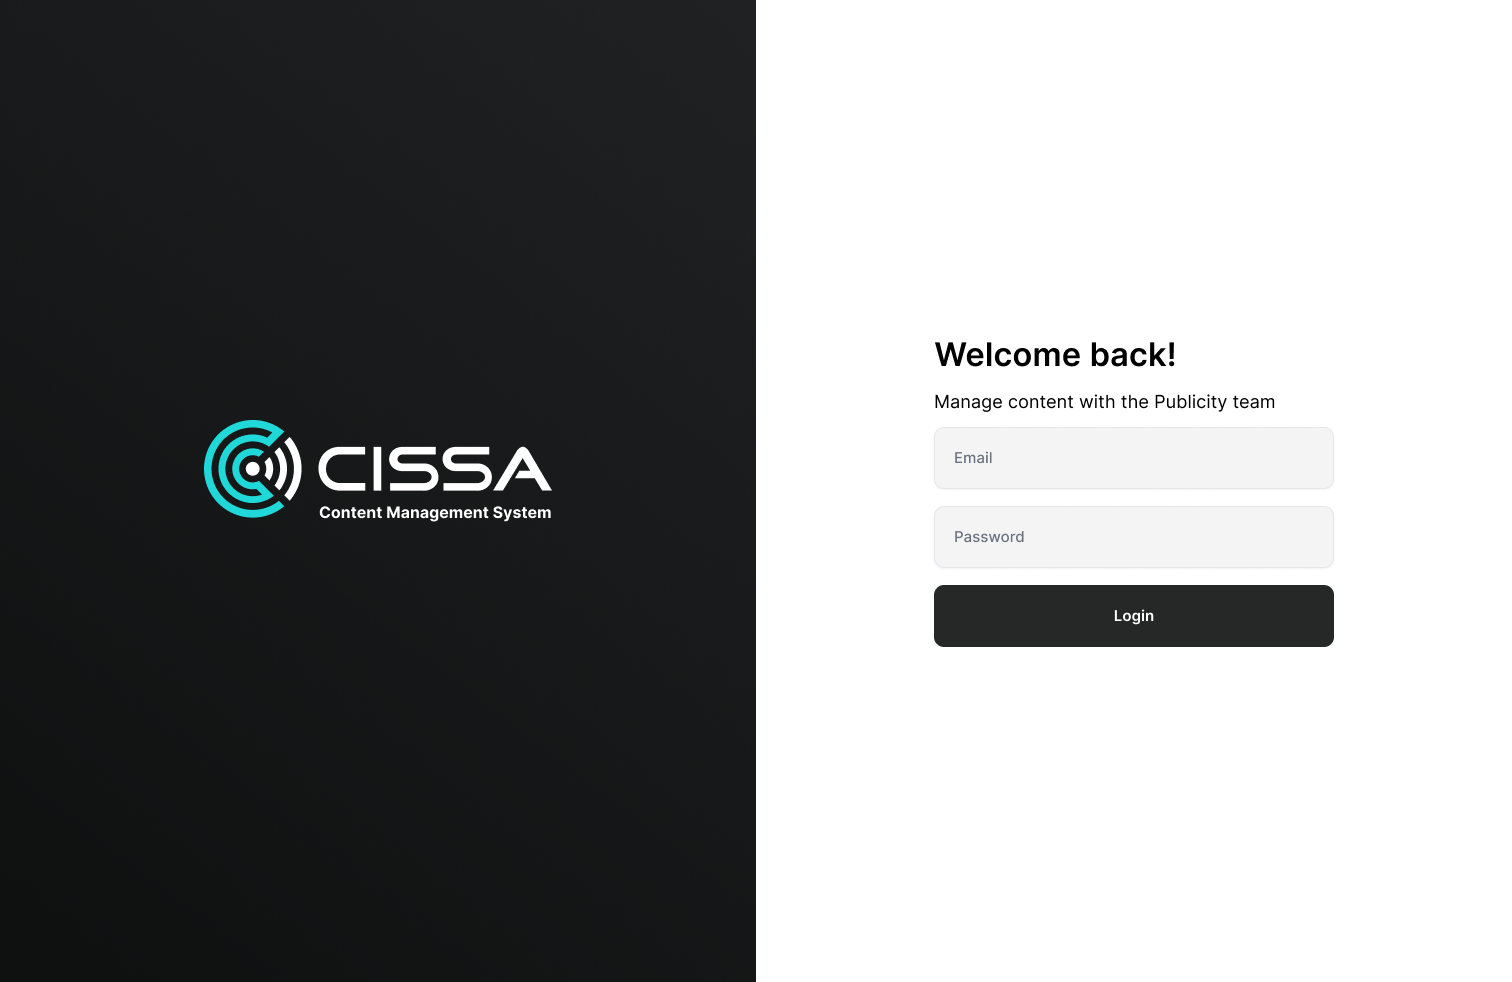 CISSA
Content Management System
Welcome back!
Manage content with the Publicity team
Email
Password
Login